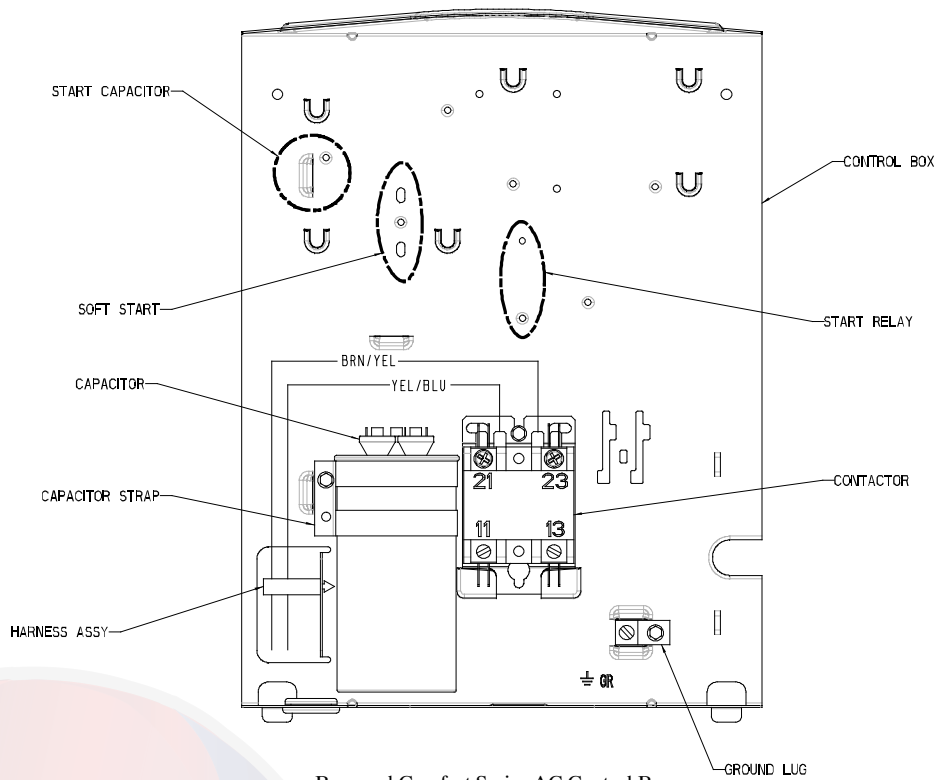 START CAPACITOR
CONTROL BOX
SOFT START
START RELAY
BRN/YEL
YEL/BLU
CAPACITOR
21 23
CAPACITOR STRAP
CONTACTOR
11 13
HARNESS ASSY
GR
GROUND LUG